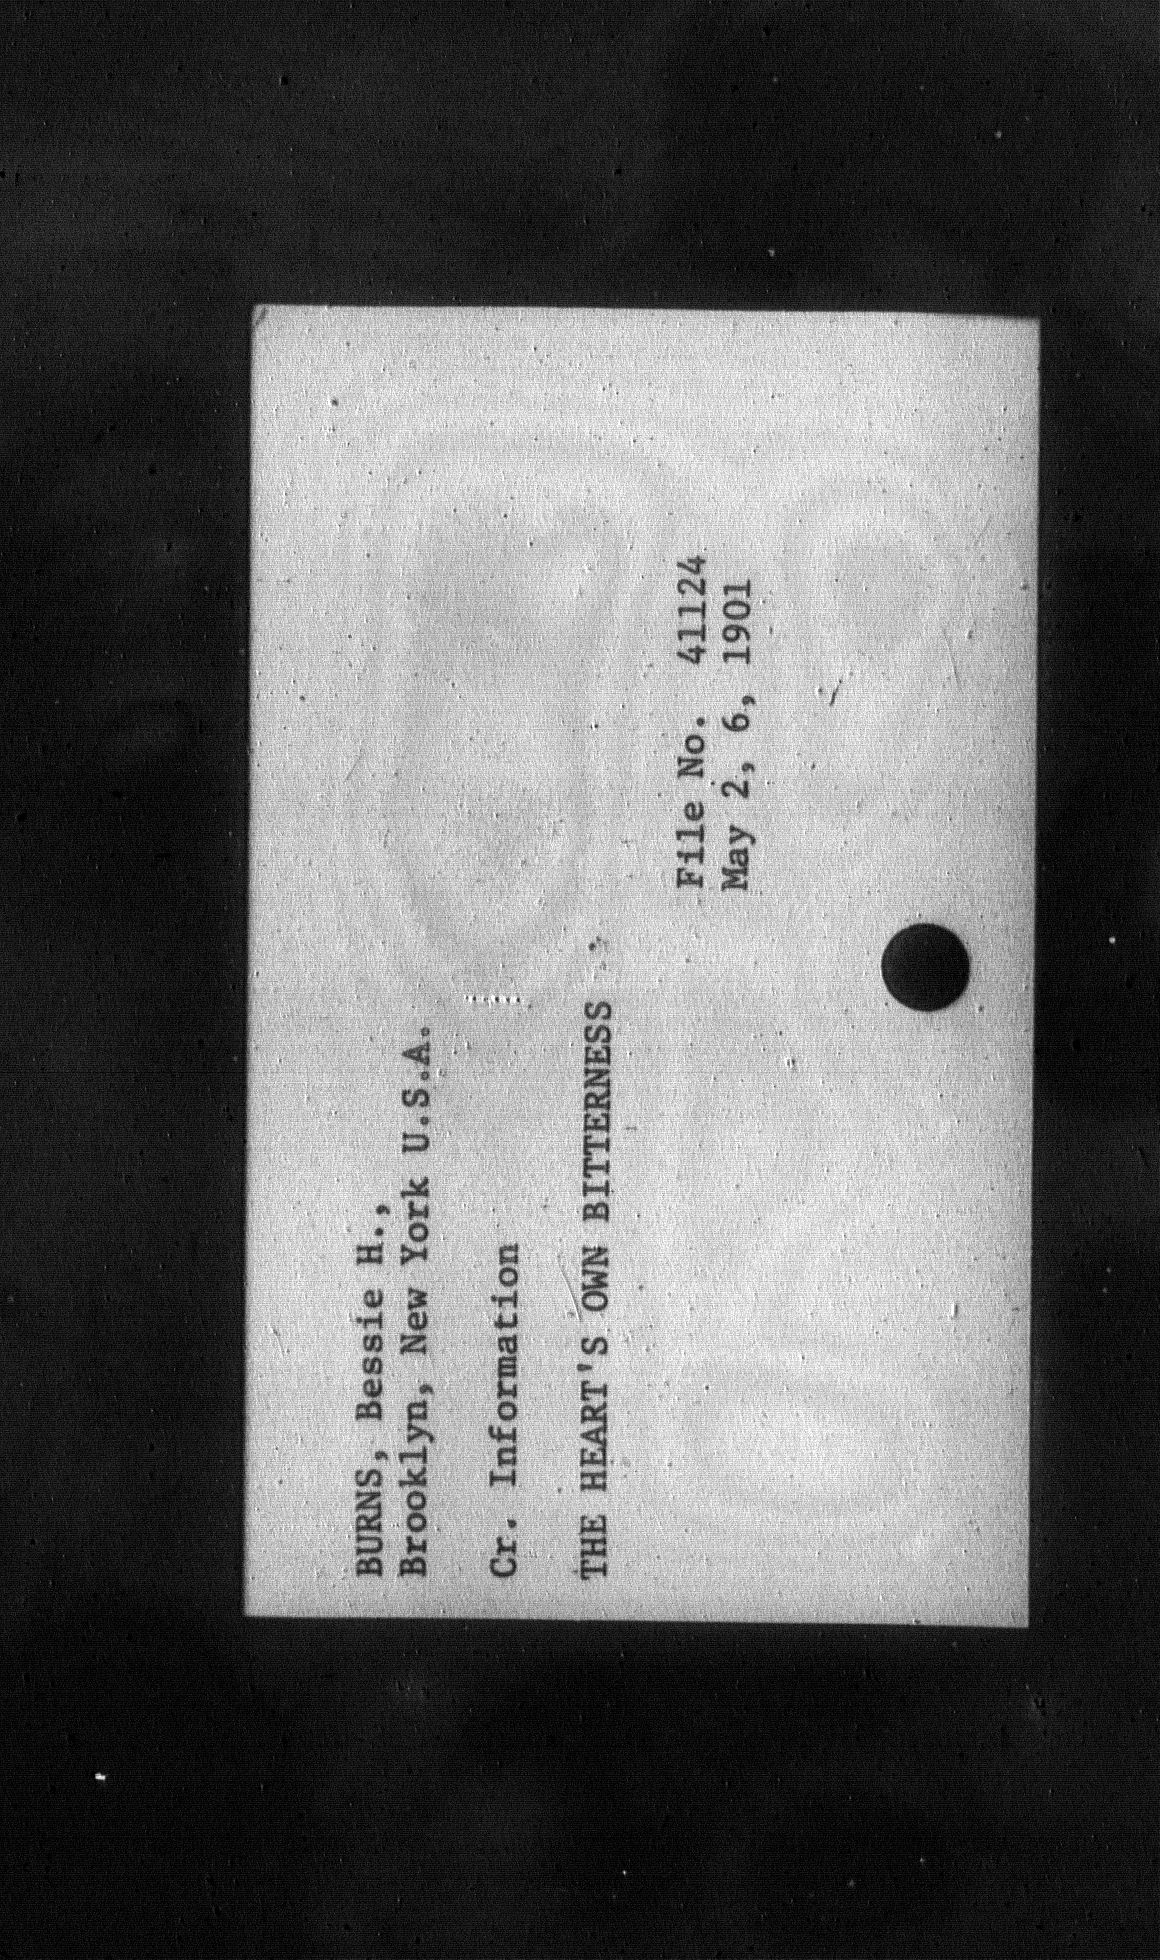 BURNS, Bessie H.,
Brooklyn, New York U.S.A.
Cr. Information
THE HEART'S OWN BITTERNESS
File No. 41124
May 2, 6, 1901